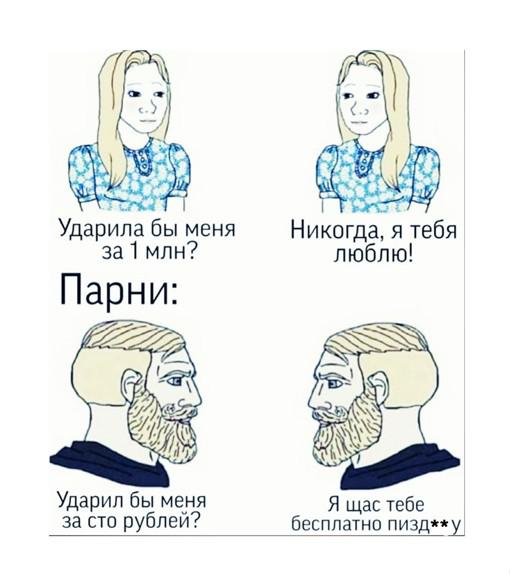 Ударила бы меня
за 1 млн?
Никогда, я тебя
люблю!
Парни:
Ударил бы меня
за сто рублей?
Я щас тебе
бесплатно пизд**у